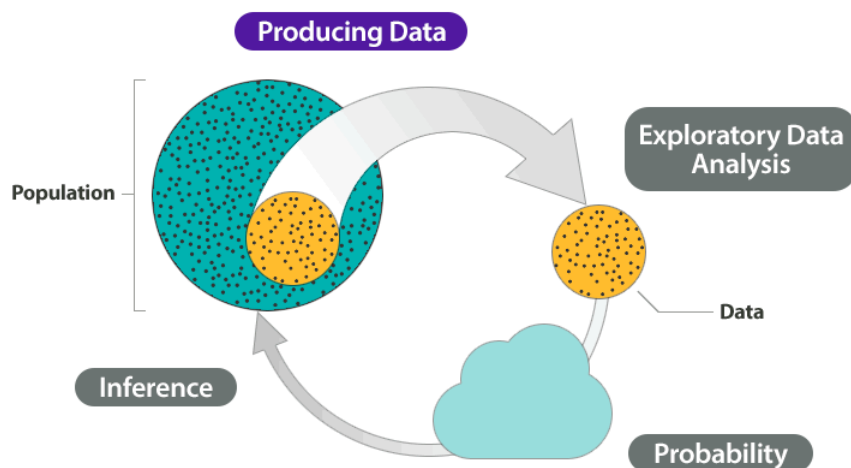 Producing Data
Exploratory Data
Analysis
Population
Data
Inference
Probability